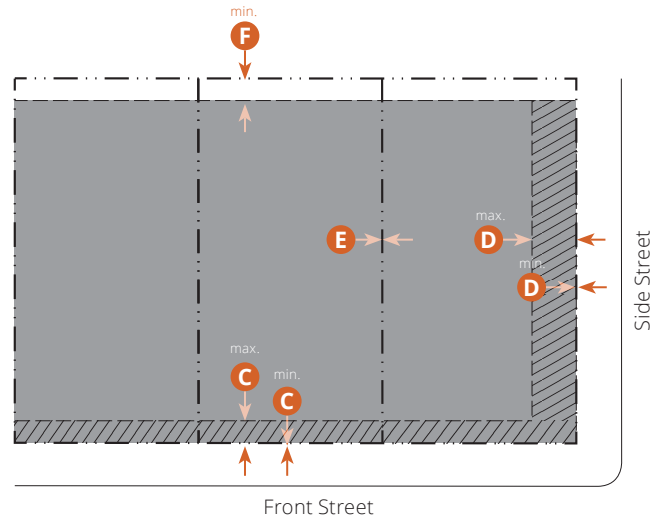 min.
F
max.
E
D
min.
D
Side Street
max.
C
min.
C
Front Street